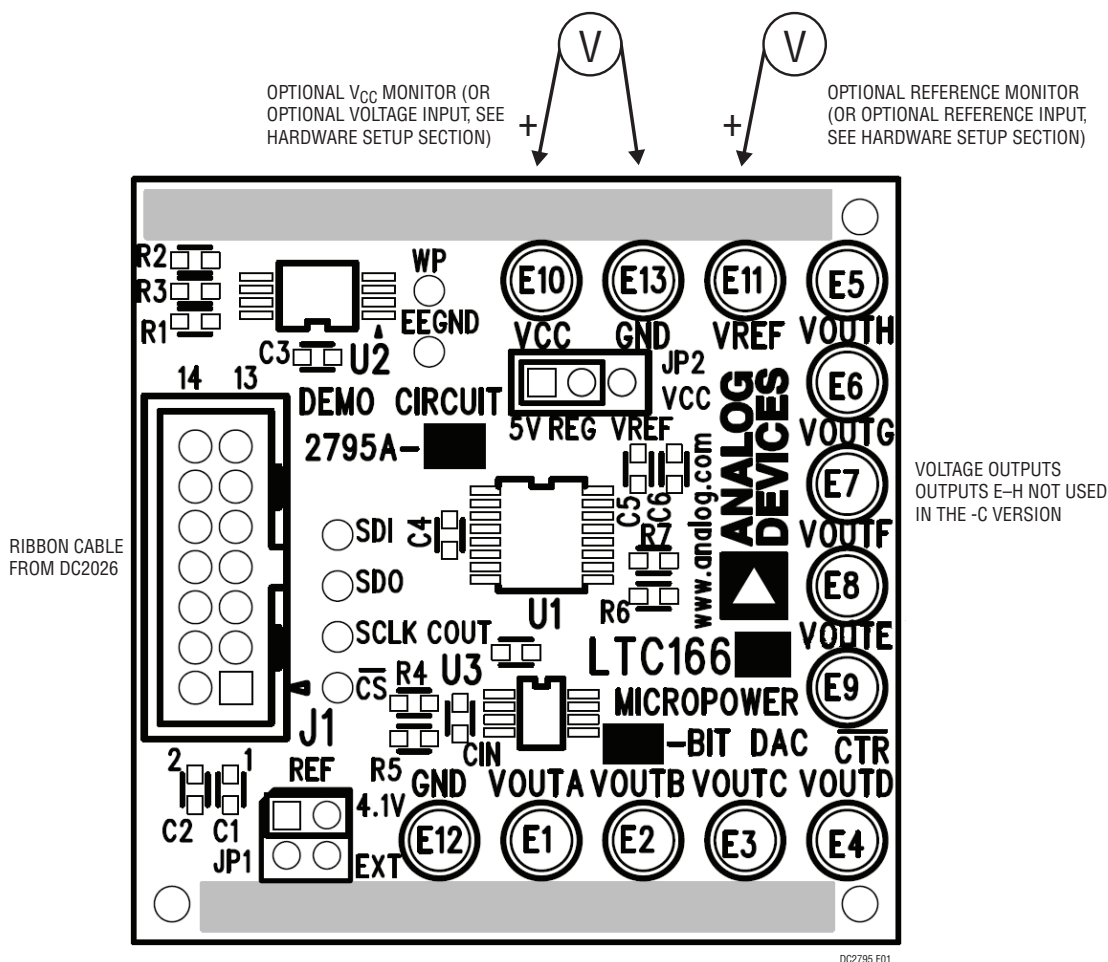 V
V
OPTIONAL VCC MONITOR (OR
OPTIONAL VOLTAGE INPUT, SEE
HARDWARE SETUP SECTION)
+
+
OPTIONAL REFERENCE MONITOR
(OR OPTIONAL REFERENCE INPUT,
SEE HARDWARE SETUP SECTION)
R2
R3
R1
C3
U2
WP
EEGND
E10
E13
E11
E5
VCC
GND
VREF
VOUTH
JP2
VCC
5V REG VREF
E6
VOUTG
14 13
DEMO CIRCUIT
2795A-
www.analog.com
ANALOG
DEVICES
E7
VOUTF
VOLTAGE OUTPUTS
OUTPUTS E–H NOT USED
IN THE -C VERSION
RIBBON CABLE
FROM DC2026
SDI
SDO
SCLK
CS
C4
U1
C5
C6
R7
R6
E8
VOUTE
COUT
U3
LTC166
E9
CTR
R4
R5
CIN
MICROPOWER
-BIT DAC
J1
2 1
C2 C1
REF
4.1V
JP1
EXT
GND
VOUTA
VOUTB
VOUTC
VOUTD
E12
E1
E2
E3
E4
DC2795 F01